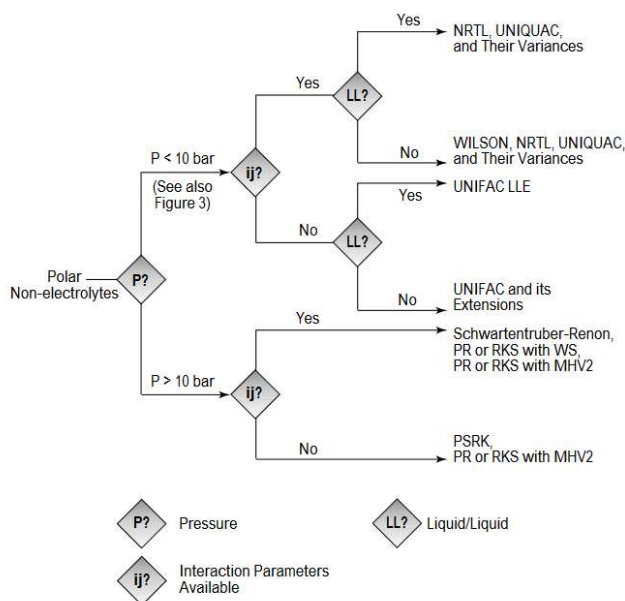 Yes
NRTL, UNIQUAC,
and Their Variances
LL?
Yes
No
WILSON, NRTL, UNIQUAC,
and Their Variances
P < 10 bar
(See also
Figure 3)
ij?
Yes
UNIFAC LLE
No
LL?
No
UNIFAC and its
Extensions
Polar
Non-electrolytes
P?
Yes
Schwartentruber-Renon,
PR or RKS with WS,
PR or RKS with MHV2
P > 10 bar
ij?
No
PSRK,
PR or RKS with MHV2
P?
Pressure
LL?
Liquid/Liquid
ij?
Interaction Parameters
Available